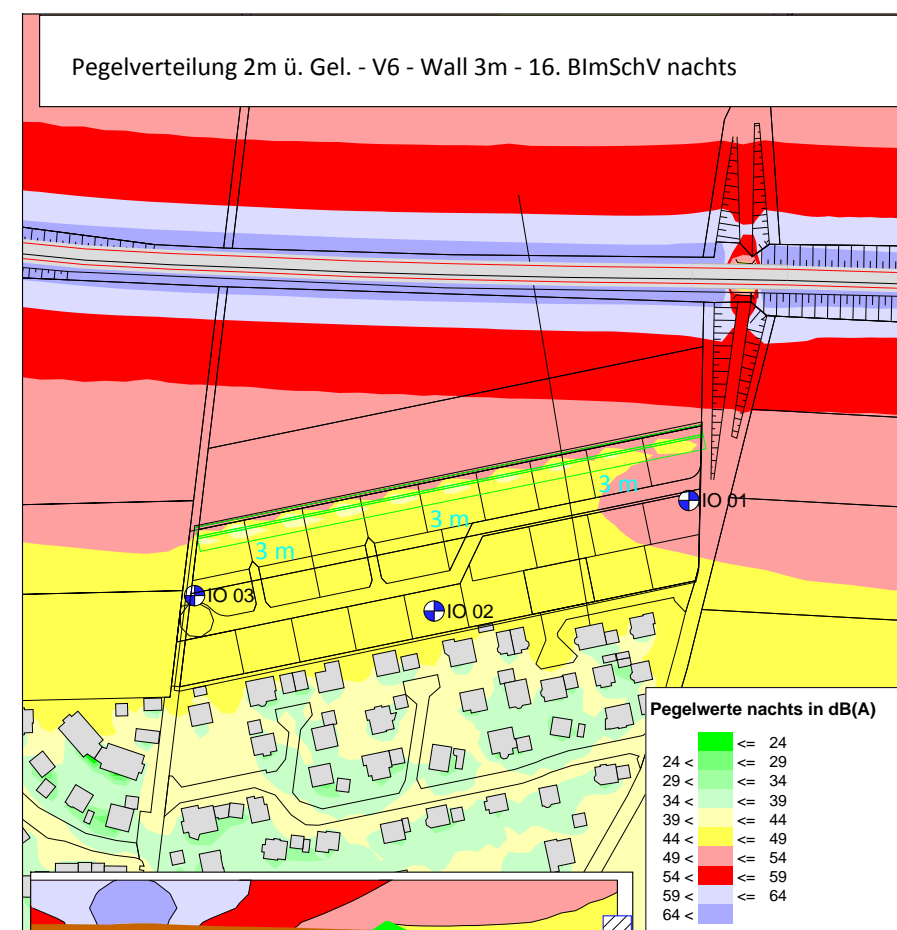 Pegelverteilung 2m ü. Gel. - V6 - Wall 3m - 16. BImSchV nachts
3 m
IO 01
3 m
3 m
IO 03
IO 02
Pegelwerte nachts in dB(A)
<= 24
24 < <= 29
29 < <= 34
34 < <= 39
39 < <= 44
44 < <= 49
49 < <= 54
54 < <= 59
59 < <= 64
64 <